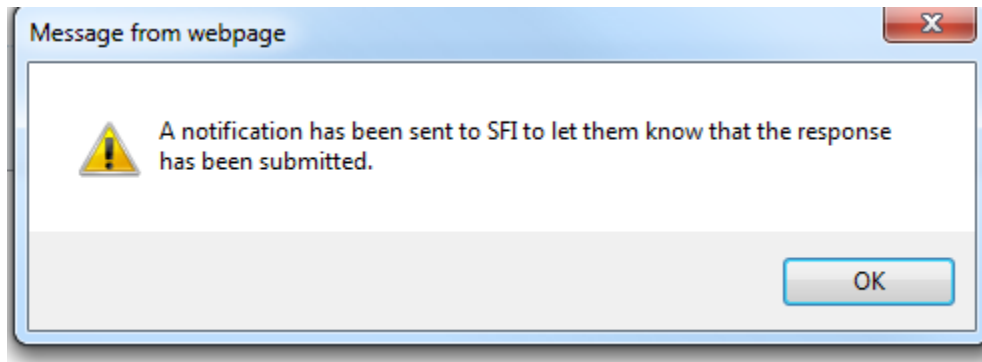 Message from webpage
A notification has been sent to SFI to let them know that the response
has been submitted.
OK